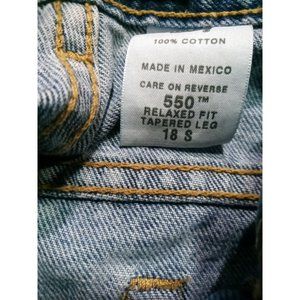 100% COTTON
MADE IN MEXICO
CARE ON REVERSE
550™
RELAXED FIT
TAPERED LEG
18 S